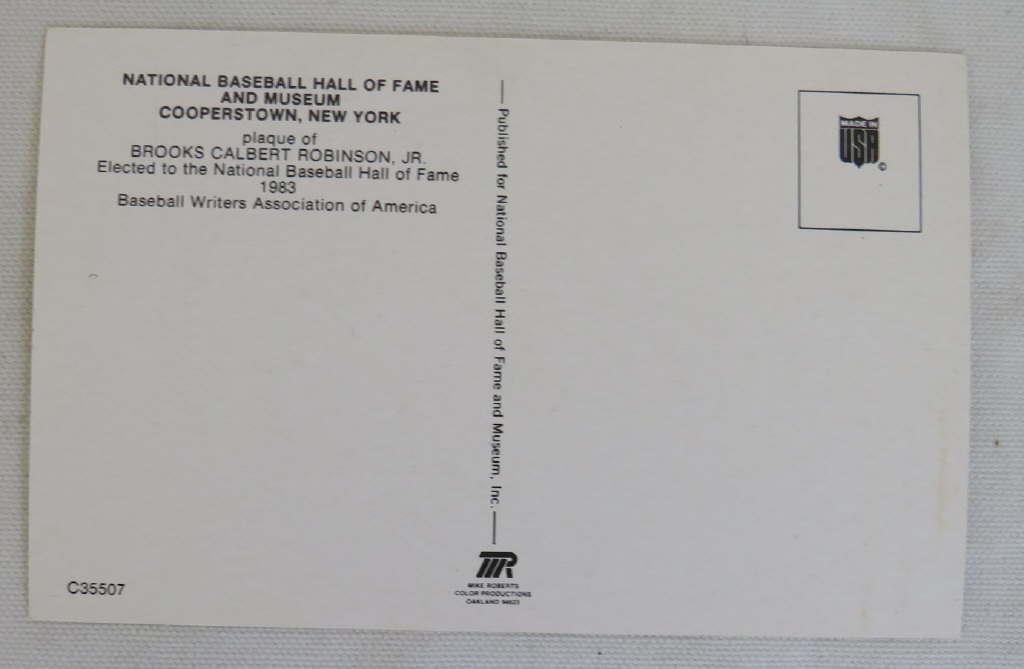 NATIONAL BASEBALL HALL OF FAME
AND MUSEUM
COOPERSTOWN, NEW YORK
plaque of
BROOKS CALBERT ROBINSON, JR.
Elected to the National Baseball Hall of Fame
1983
Baseball Writers Association of America
Published for National Baseball Hall of Fame and Museum, Inc.
MADE IN
USA
©
C35507
MR
MIKE ROBERTS
COLOR PRODUCTIONS
OAKLAND 94623